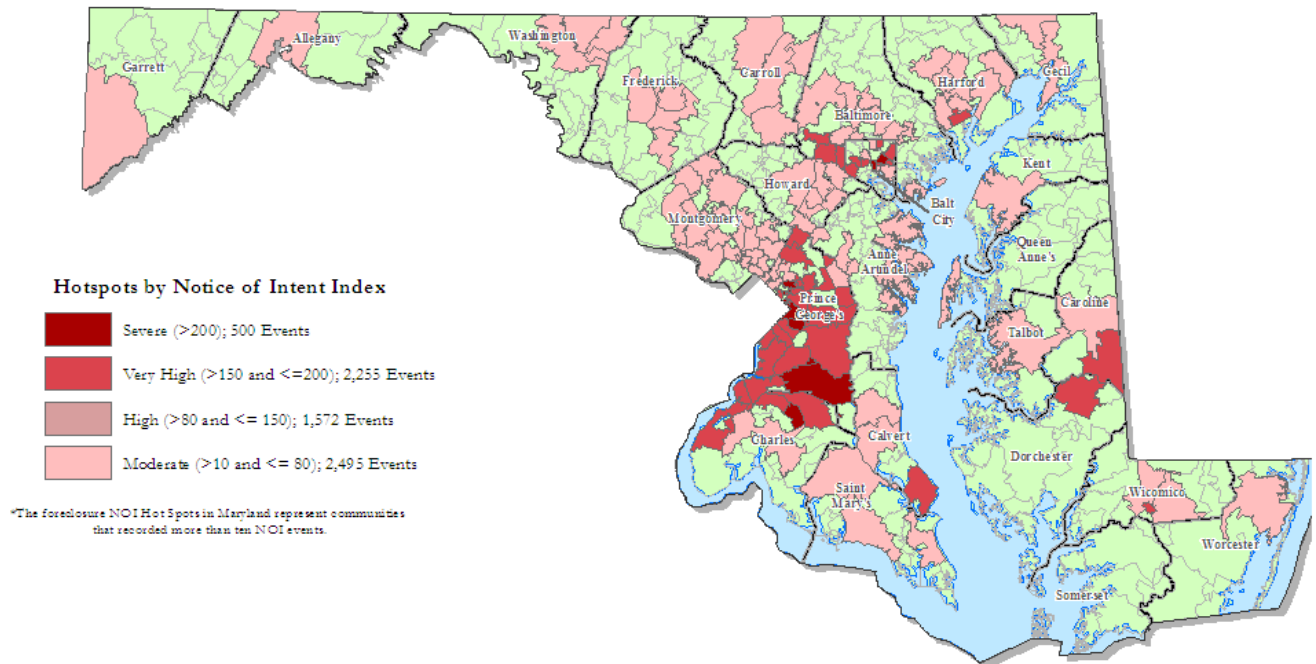 Garrett
Allegany
Washington
Frederick
Carroll
Baltimore
Harford
Cecil
Kent
Howard
Montgomery
Balt
City
Queen
Anne's
Anne
Arundel
Prince
George's
Caroline
Talbot
Charles
Calvert
Saint
Mary's
Dorchester
Wicomico
Worcester
Somerset
Hotspots by Notice of Intent Index
Severe (>200); 500 Events
Very High (>150 and <=200); 2,255 Events
High (>80 and <= 150); 1,572 Events
Moderate (>10 and <= 80); 2,495 Events
*The foreclosure NOI Hot Spots in Maryland represent communities
that recorded more than ten NOI events.